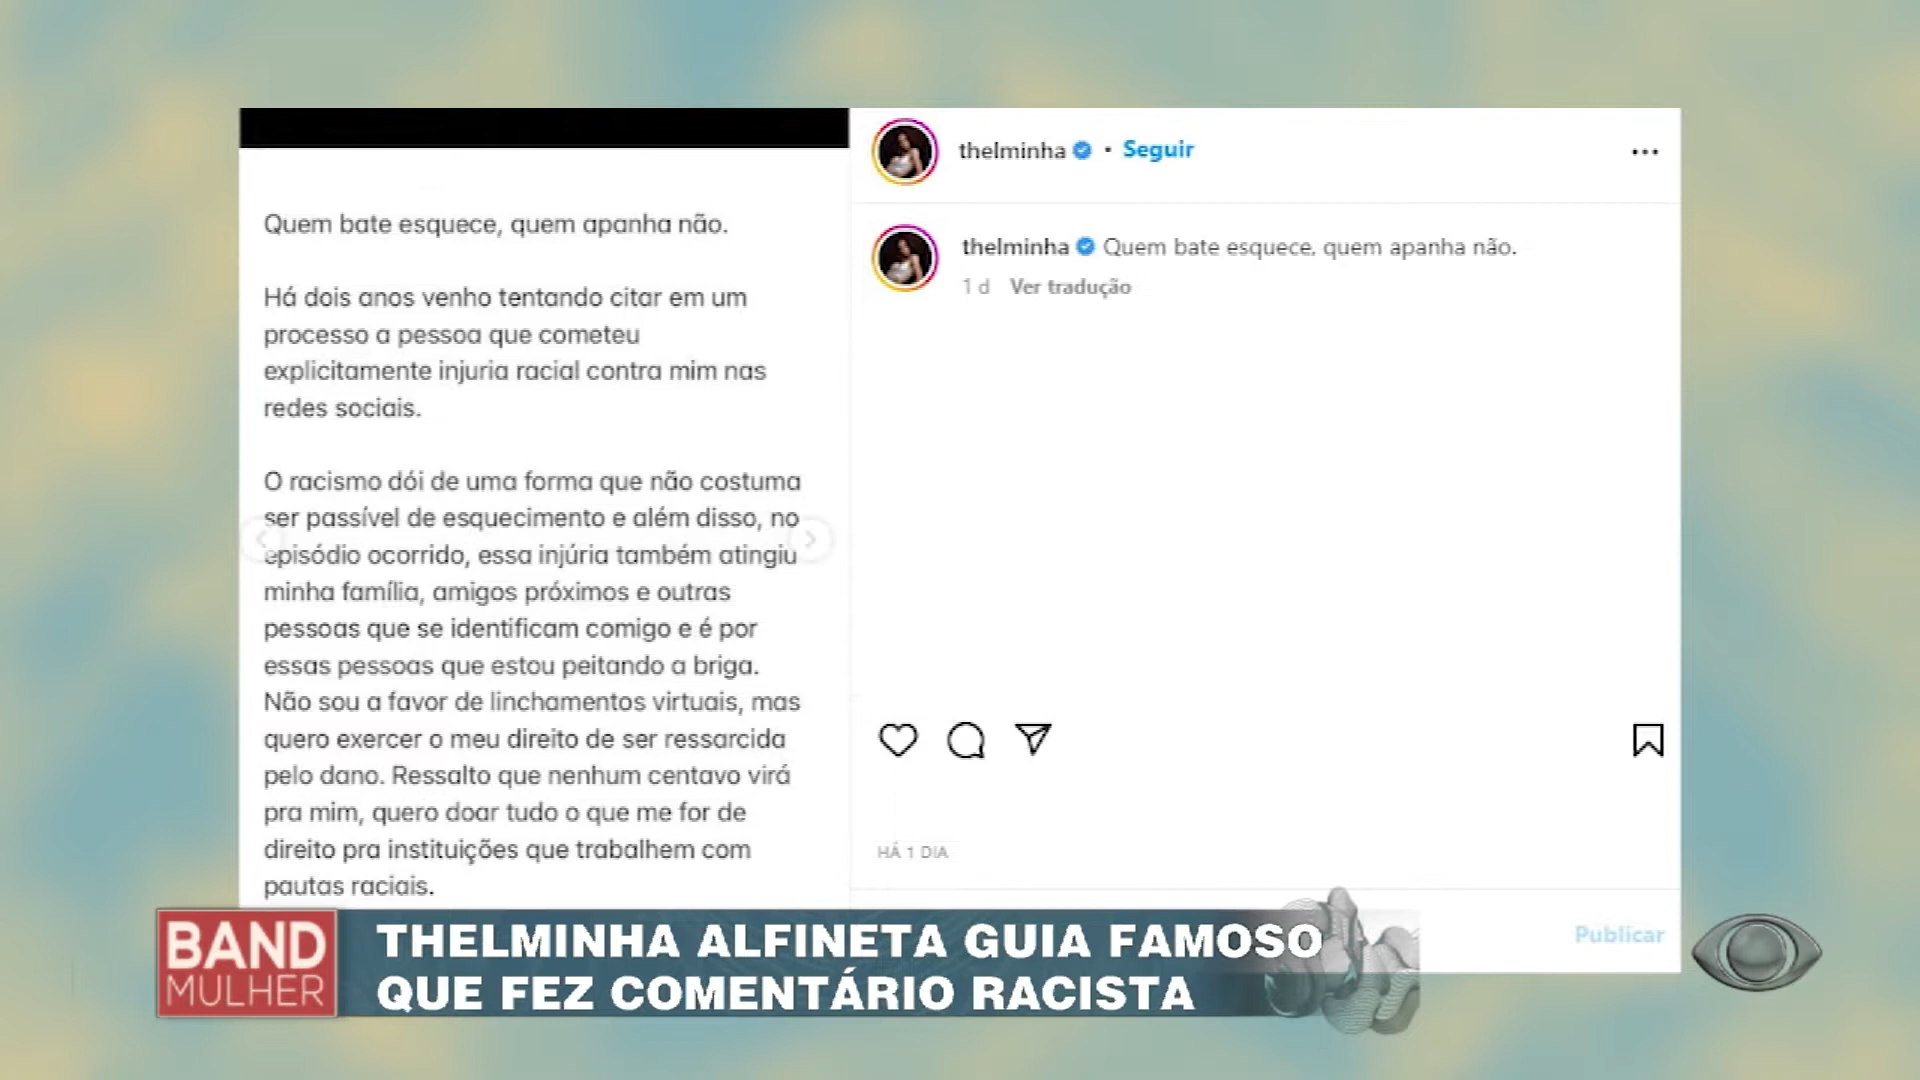 Quem bate esquece, quem apanha não.
Há dois anos venho tentando citar em um
processo a pessoa que cometeu
explicitamente injuria racial contra mim nas
redes sociais.
O racismo dói de uma forma que não costuma
ser passível de esquecimento e além disso, no
episódio ocorrido, essa injúria também atingiu
minha família, amigos próximos e outras
pessoas que se identificam comigo e é por
essas pessoas que estou peitando a briga.
Não sou a favor de linchamentos virtuais, mas
quero exercer o meu direito de ser ressarcida
pelo dano. Ressalto que nenhum centavo virá
pra mim, quero doar tudo o que me for de
direito pra instituições que trabalhem com
pautas raciais.
thelminha • Seguir
thelminha Quem bate esquece, quem apanha não.
1 d Ver tradução
HÁ 1 DIA
Publicar
BAND
MULHER
THELMINHA ALFINETA GUIA FAMOSO
QUE FEZ COMENTÁRIO RACISTA